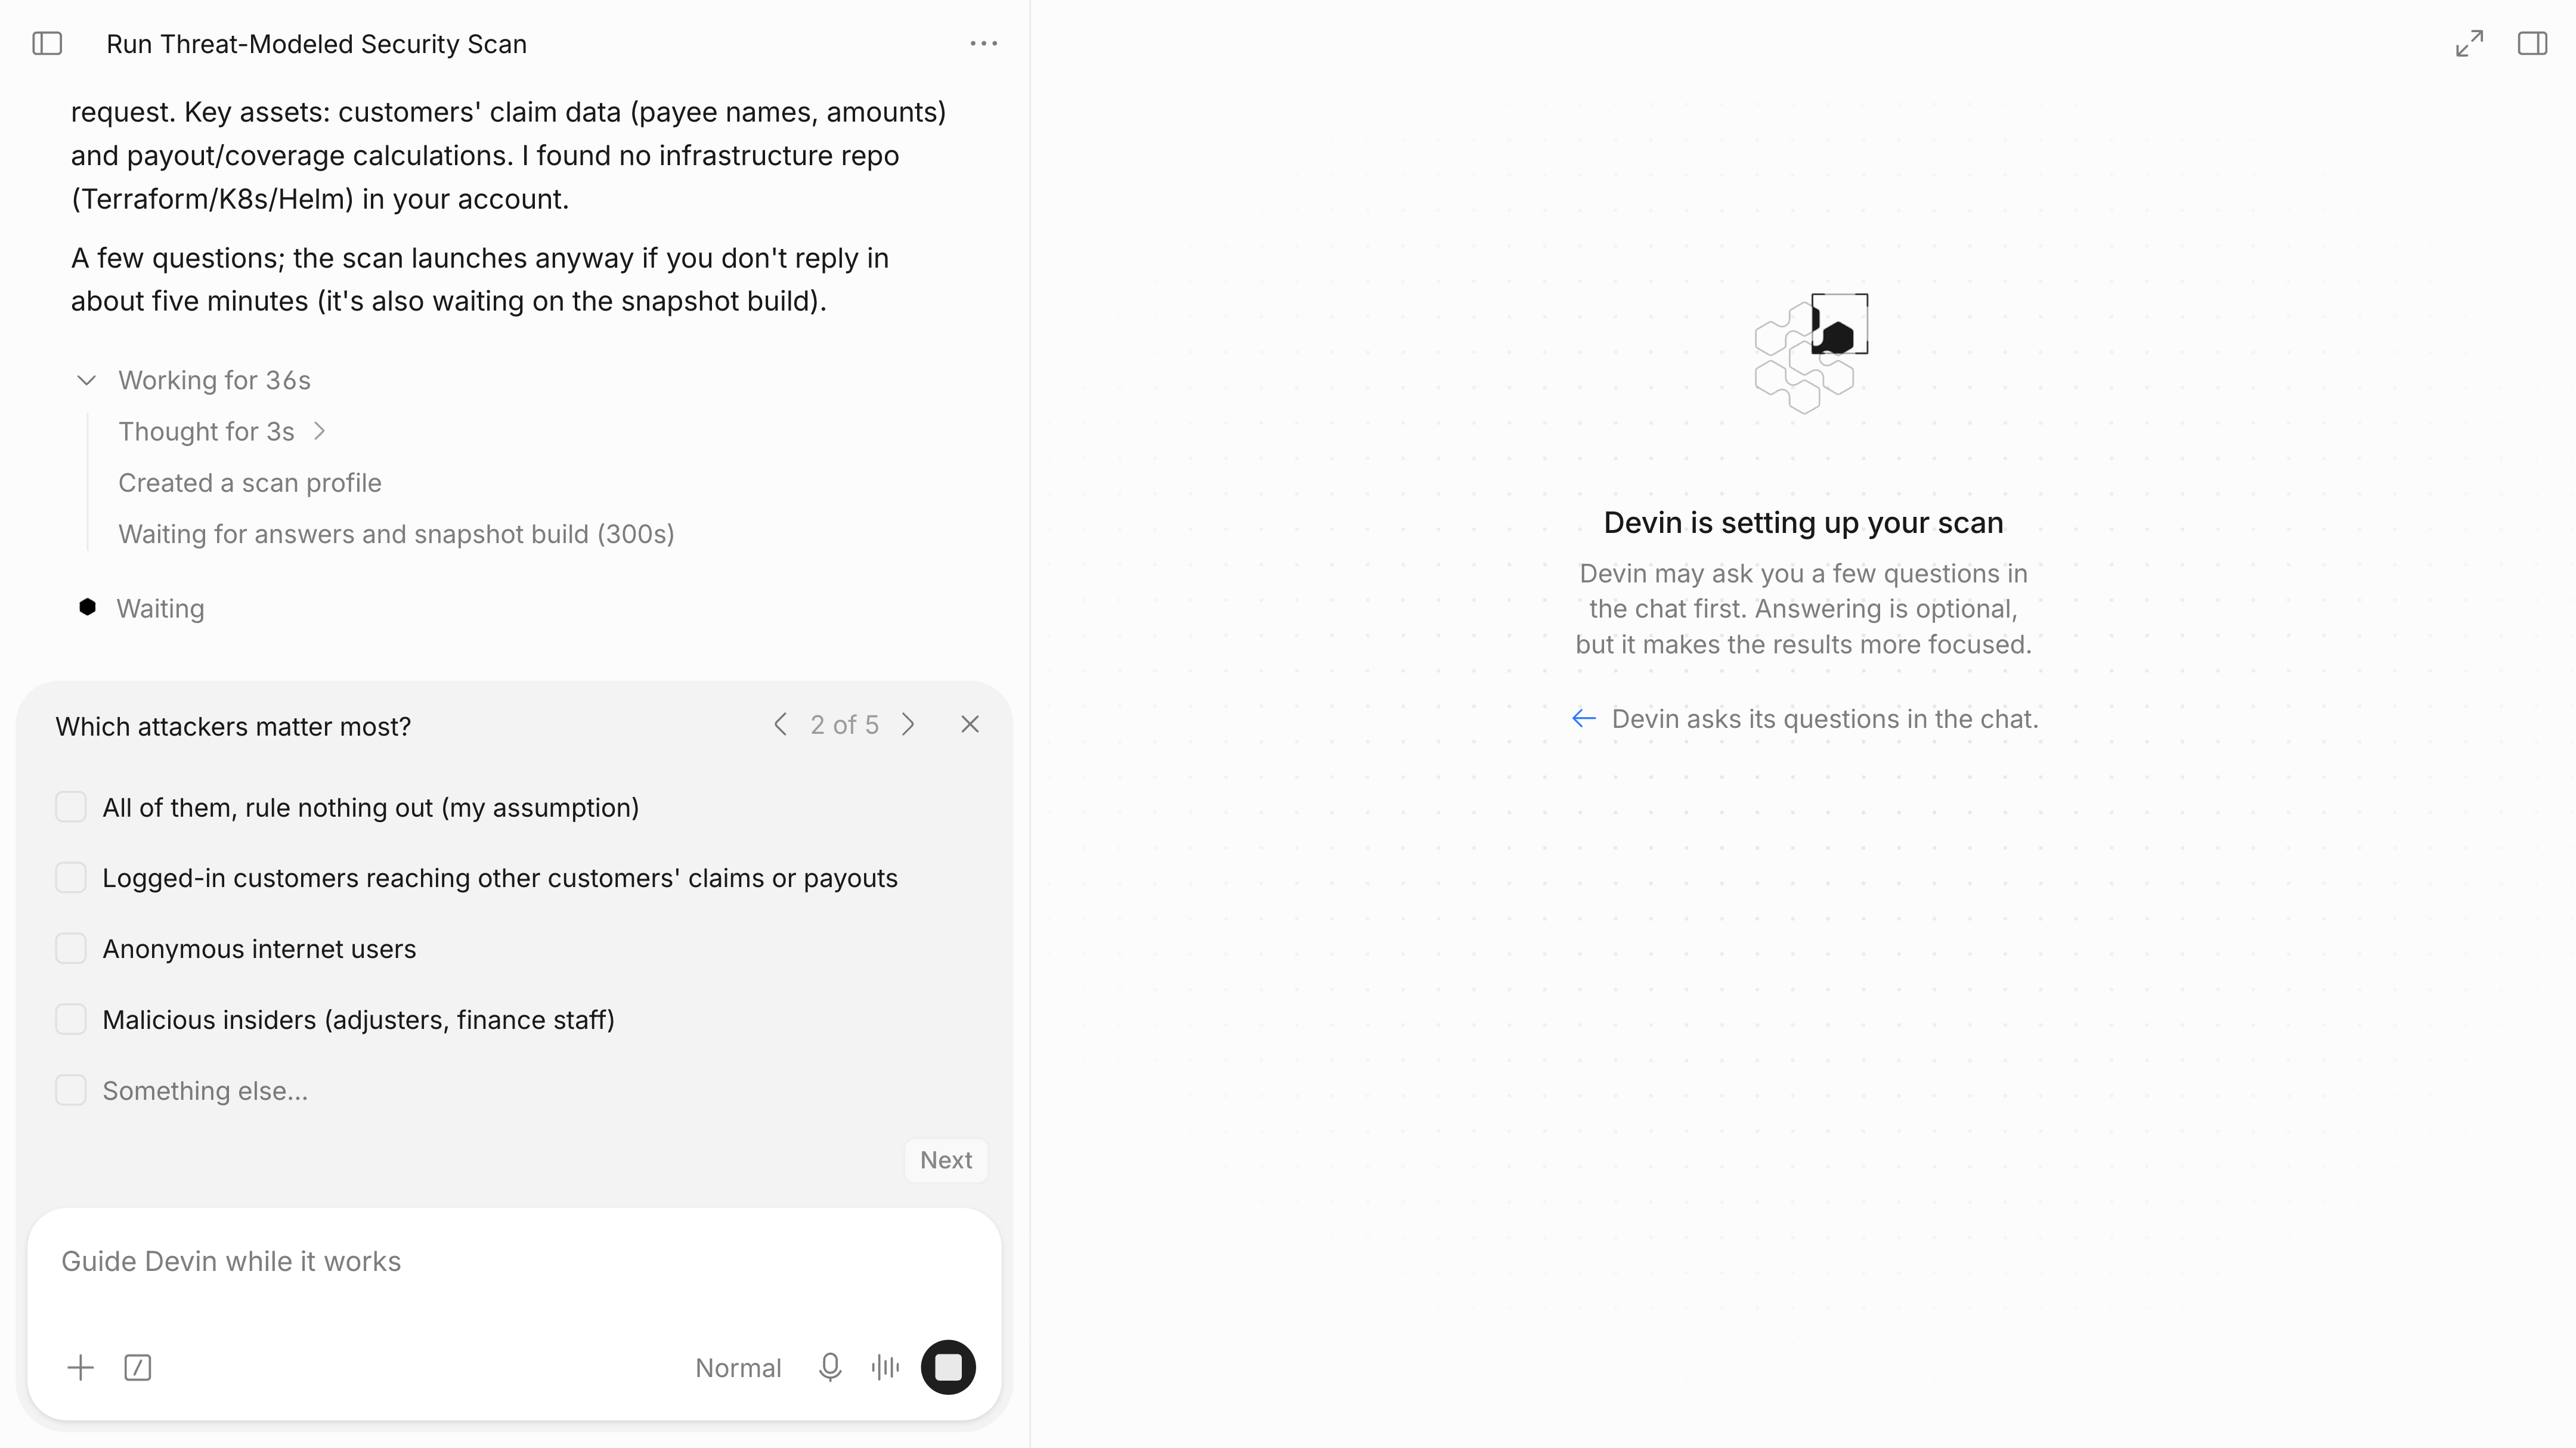 Run Threat-Modeled Security Scan
request. Key assets: customers' claim data (payee names, amounts)
and payout/coverage calculations. I found no infrastructure repo
(Terraform/K8s/Helm) in your account.
A few questions; the scan launches anyway if you don't reply in
about five minutes (it's also waiting on the snapshot build).
Working for 36s
Thought for 3s
Created a scan profile
Waiting for answers and snapshot build (300s)
Waiting
Which attackers matter most?
2 of 5
All of them, rule nothing out (my assumption)
Logged-in customers reaching other customers' claims or payouts
Anonymous internet users
Malicious insiders (adjusters, finance staff)
Something else...
Next
Guide Devin while it works
Normal
Devin is setting up your scan
Devin may ask you a few questions in
the chat first. Answering is optional,
but it makes the results more focused.
Devin asks its questions in the chat.